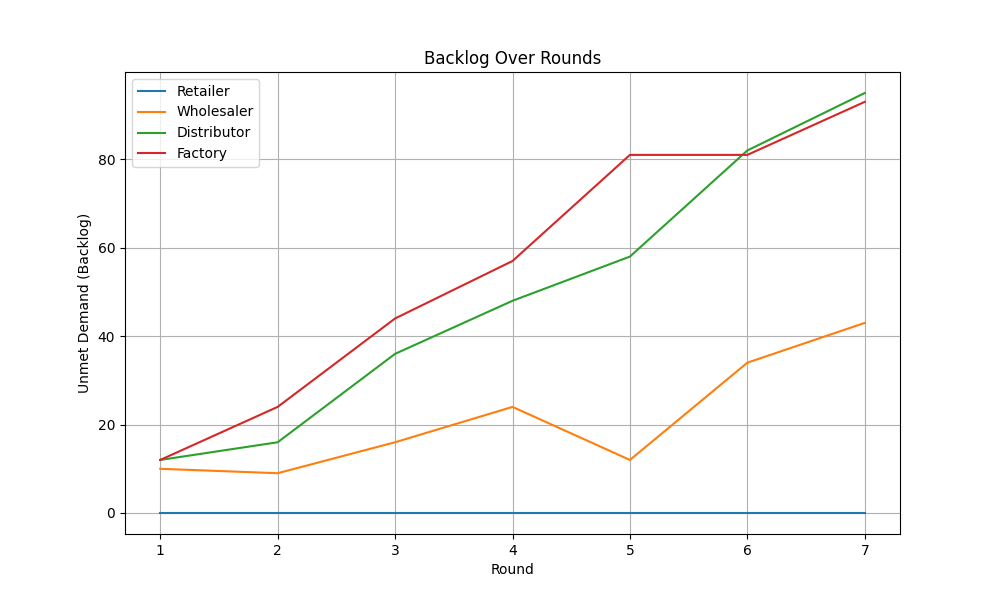 Backlog Over Rounds
Retailer
Wholesaler
Distributor
Factory
Unmet Demand (Backlog)
80
60
40
20
0
1 2 3 4 5 6 7
Round